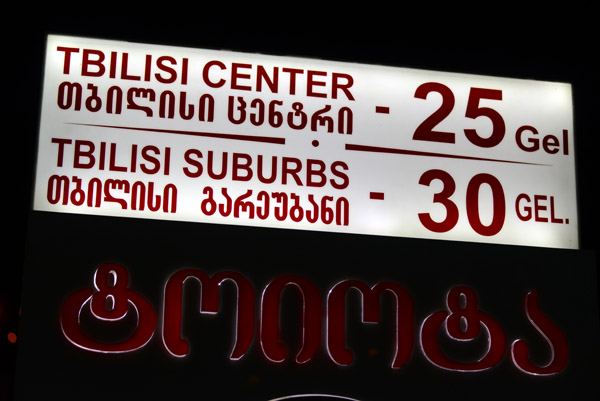 TBILISI CENTER
თბილისი ცენტრი - 25 Gel
TBILISI SUBURBS
თბილისი გარეუბანი - 30 GEL.
ტოიოტა